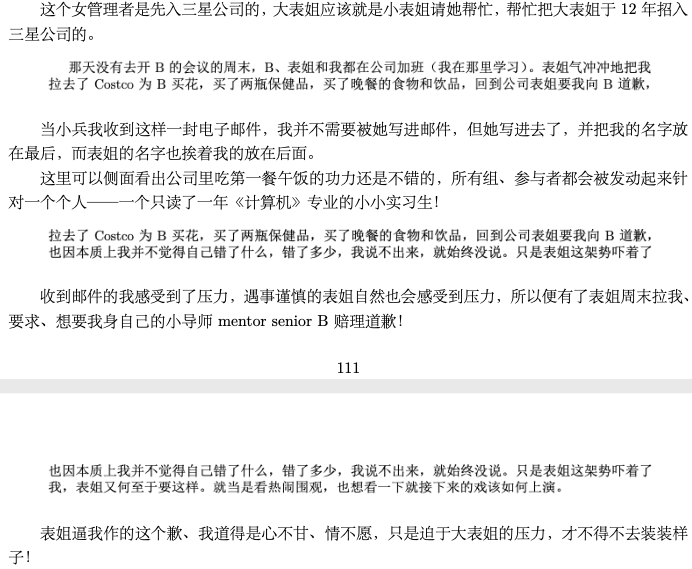 这个女管理者是先入三星公司的，大表姐应该就是小表姐请她帮忙，帮忙把大表姐于 12 年招入
三星公司的。
那天没有去开 B 的会议的周末，B、表姐和我都在公司加班（我在那里学习）。表姐气冲冲地把我
拉去了 Costco 为 B 买花，买了两瓶保健品，买了晚餐的食物和饮品，回到公司表姐要我向 B 道歉，
当小兵我收到这样一封电子邮件，我并不需要被她写进邮件，但她写进去了，并把我的名字放
在最后，而表姐的名字也挨着我的放在后面。
这里可以侧面看出公司里吃第一餐午饭的功力还是不错的，所有组、参与者都会被发动起来针
对一个个人——一个只读了一年《计算机》专业的小小实习生！
拉去了 Costco 为 B 买花，买了两瓶保健品，买了晚餐的食物和饮品，回到公司表姐要我向 B 道歉，
也因本质上我并不觉得自己错了什么，错了多少，我说不出来，就始终没说。只是表姐这架势吓着了
收到邮件的我感受到了压力，遇事谨慎的表姐自然也会感受到压力，所以便有了表姐周末拉我、
要求、想要我身自己的小导师 mentor senior B 赔理道歉！
111
也因本质上我并不觉得自己错了什么，错了多少，我说不出来，就始终没说。只是表姐这架势吓着了
我，表姐又何至于要这样。就当是看热闹围观，也想看一下就接下来的戏该如何上演。
表姐逼我作的这个歉、我道得是心不甘、情不愿，只是迫于大表姐的压力，才不得不去装装样
子！